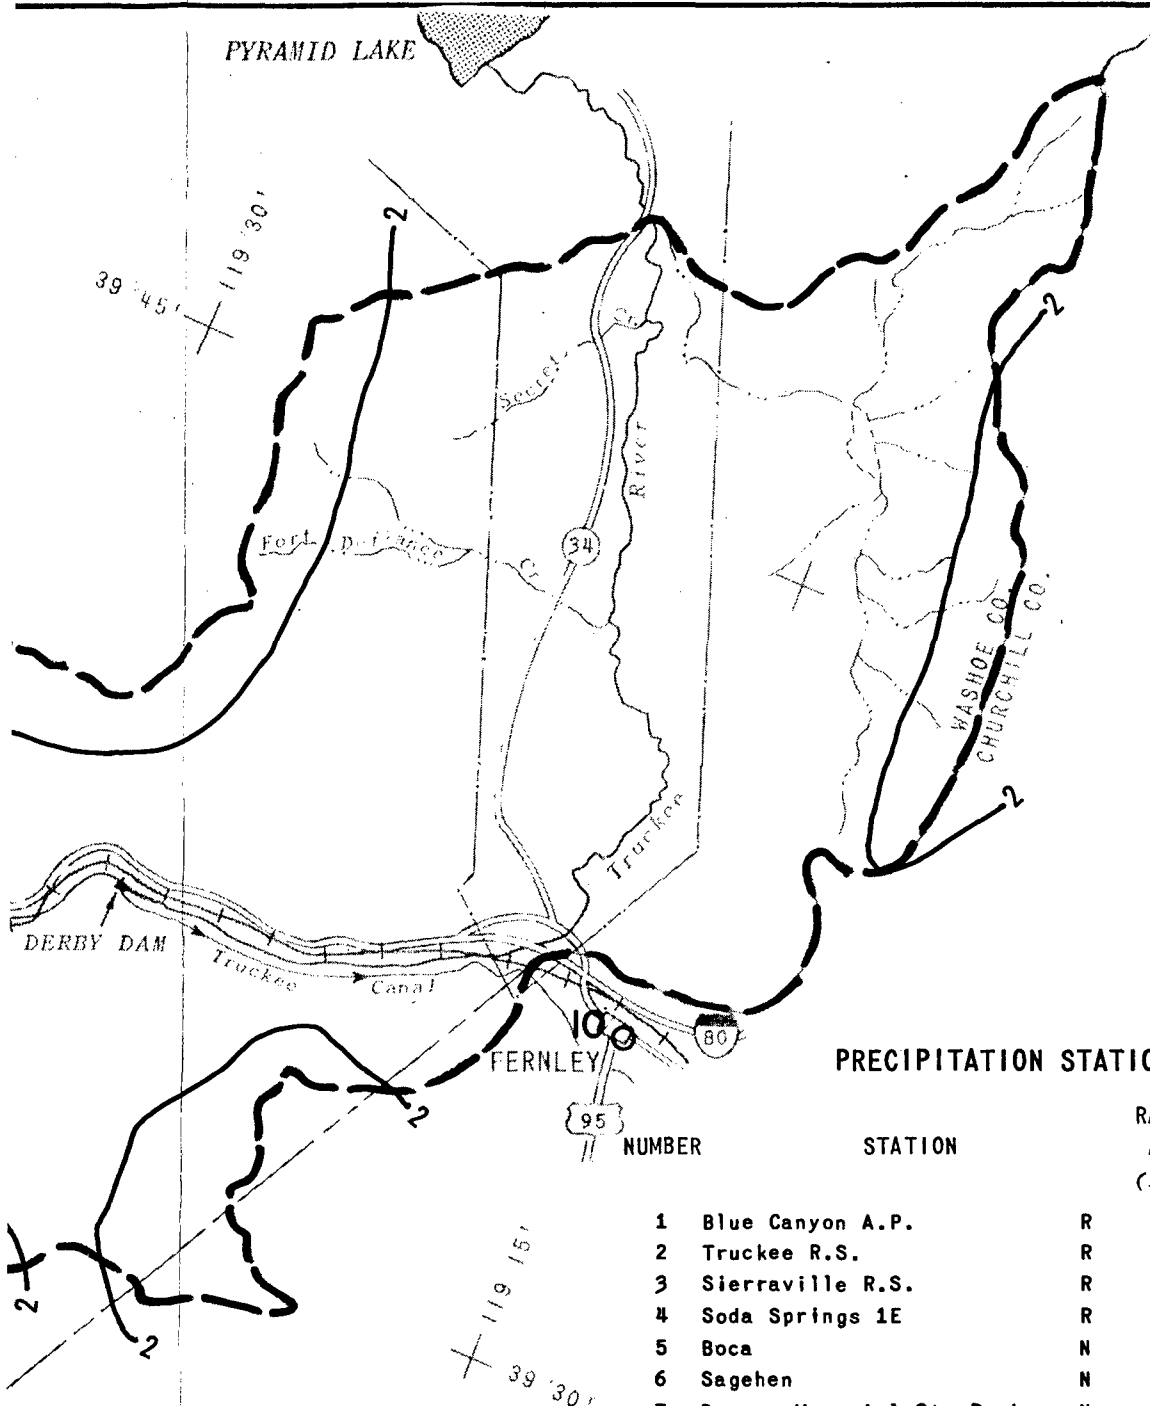 PYRAMID LAKE
2
119 30'
39 45'
2
Secret Cr
River
34
Fort Defiance Cr
WASHOE CO.
CHURCHILL CO.
2
Truckee
DERBY DAM
Truckee Canal
10
80
FERNLEY
95
2
2
2
119 15'
39 30'
PRECIPITATION STATIO
NUMBER STATION
1 Blue Canyon A.P. R
2 Truckee R.S. R
3 Sierraville R.S. R
4 Soda Springs 1E R
5 Boca N
6 Sagehen N